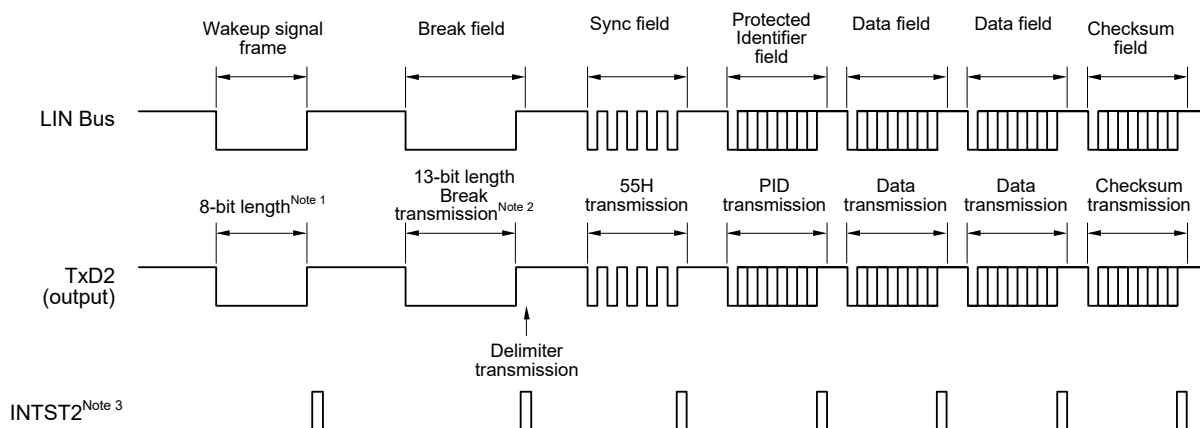 Wakeup signal
frame
Break field
Sync field
Protected
Identifier
field
Data field
Data field
Checksum
field
LIN Bus
8-bit length Note 1
13-bit length
Break
transmission Note 2
55H
transmission
PID
transmission
Data
transmission
Data
transmission
Checksum
transmission
TxD2
(output)
Delimiter
transmission
INTST2 Note 3